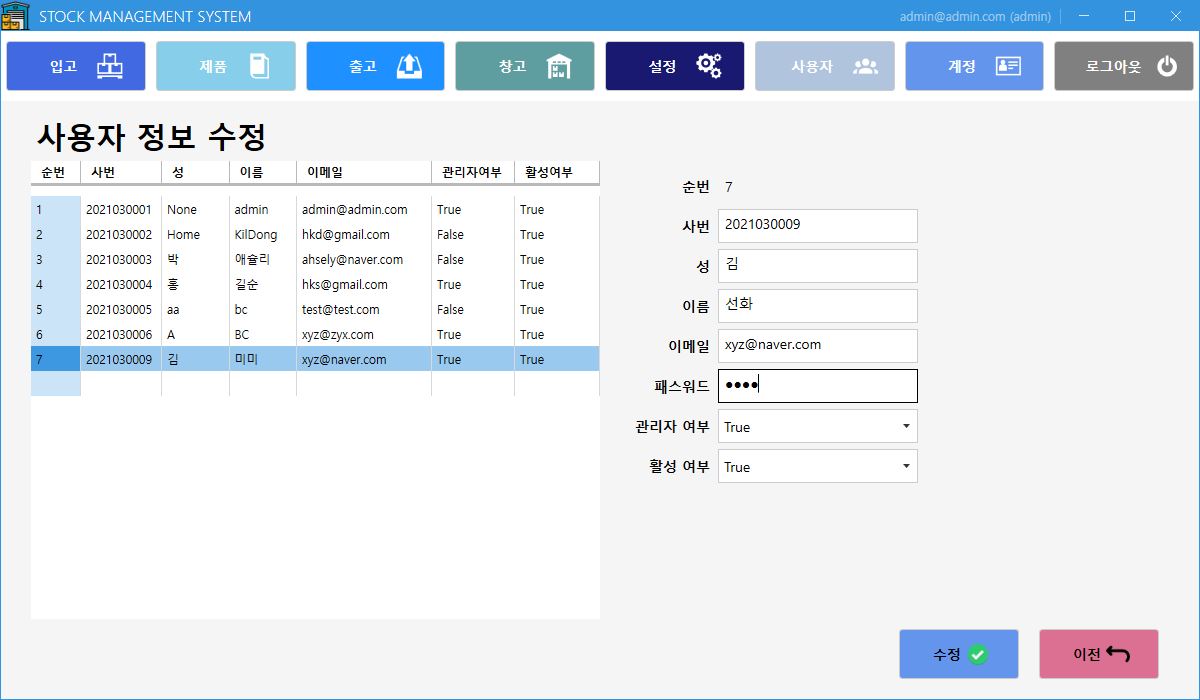 STOCK MANAGEMENT SYSTEM admin@admin.com (admin)
입고 제품 출고 창고 설정 사용자 계정 로그아웃
사용자 정보 수정
순번 사번 성 이름 이메일 관리자여부 활성여부
1 2021030001 None admin admin@admin.com True True
2 2021030002 Home KilDong hkd@gmail.com False True
3 2021030003 박 애슐리 ahsely@naver.com False True
4 2021030004 홍 길순 hks@gmail.com True True
5 2021030005 aa bc test@test.com False True
6 2021030006 A BC xyz@zyx.com True True
7 2021030009 김 미미 xyz@naver.com True True
순번 7
사번 2021030009
성 김
이름 선화
이메일 xyz@naver.com
패스워드 ●●●●
관리자 여부 True
활성 여부 True
수정 이전